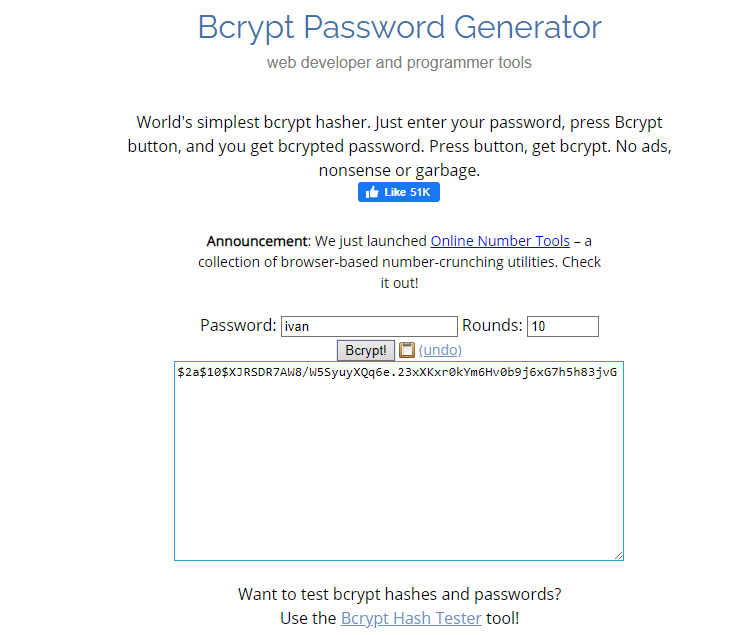 Bcrypt Password Generator
web developer and programmer tools
World's simplest bcrypt hasher. Just enter your password, press Bcrypt
button, and you get bcrypted password. Press button, get bcrypt. No ads,
nonsense or garbage.
Like 51K
Announcement: We just launched Online Number Tools – a
collection of browser-based number-crunching utilities. Check
it out!
Password: ivan Rounds: 10
Bcrypt! (undo)
$2a$10$XJRSDR7AW8/W5SyuyXQq6e.23xXKxr0kYm6Hv0b9j6xG7h5h83jvG
Want to test bcrypt hashes and passwords?
Use the Bcrypt Hash Tester tool!